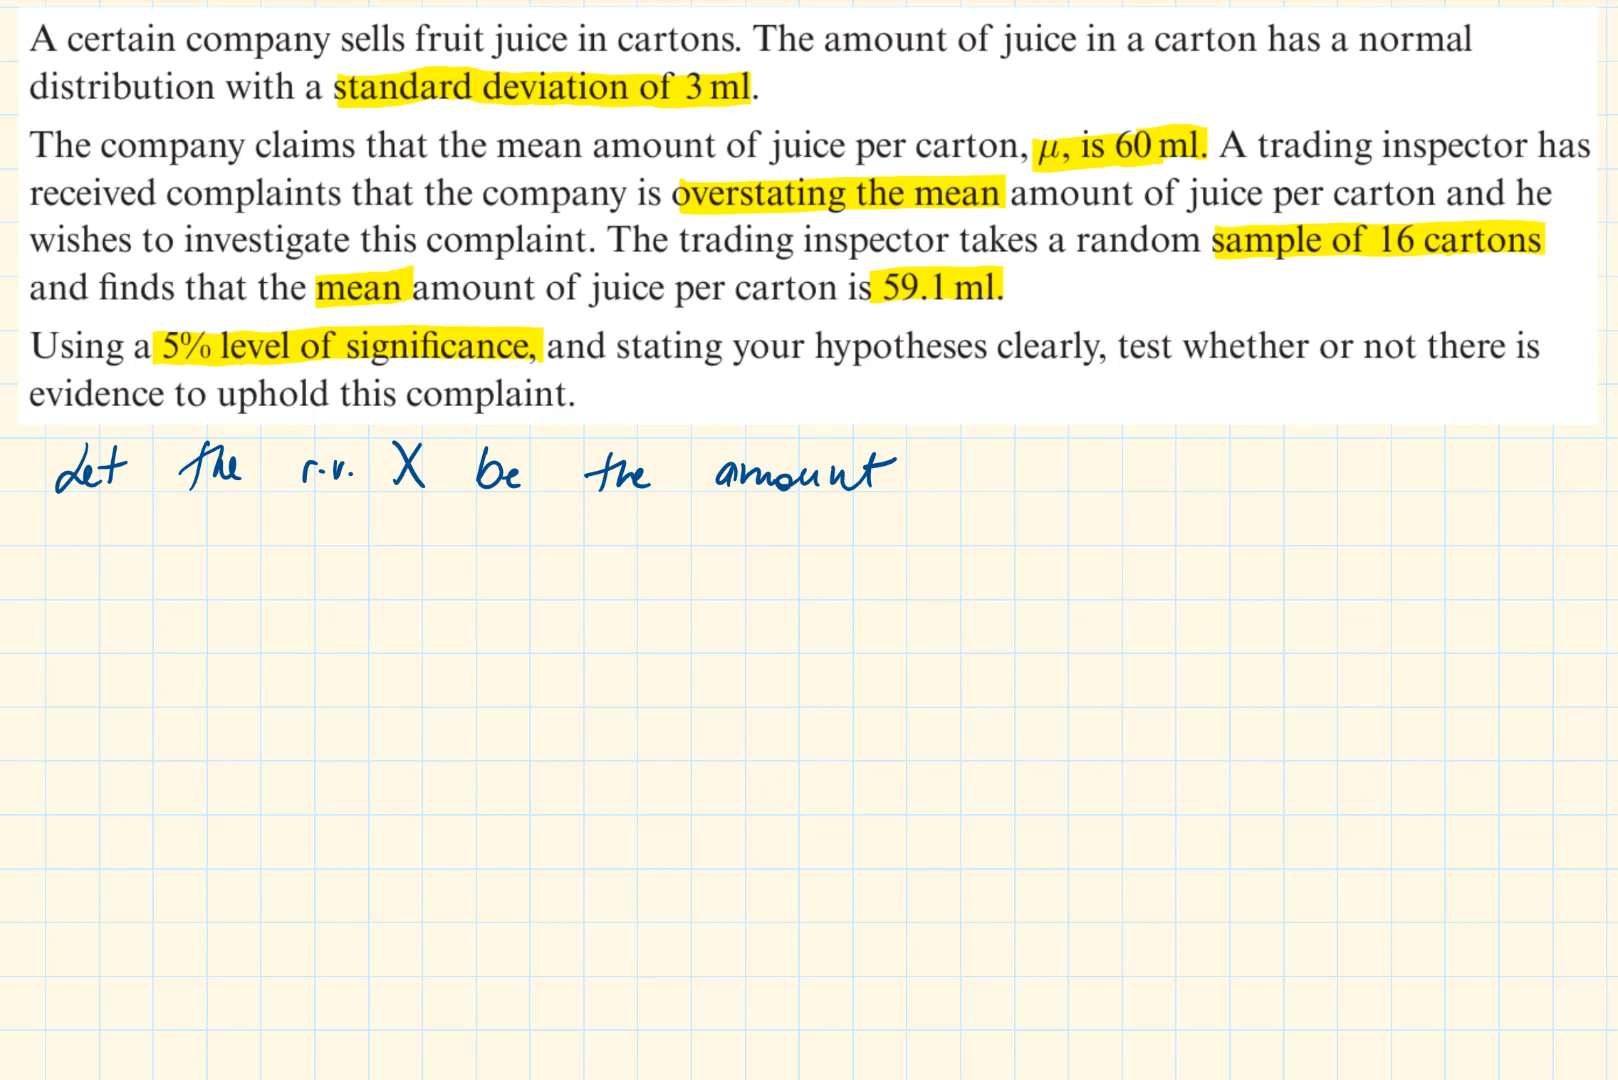 A certain company sells fruit juice in cartons. The amount of juice in a carton has a normal
distribution with a standard deviation of 3 ml.
The company claims that the mean amount of juice per carton, μ, is 60 ml. A trading inspector has
received complaints that the company is overstating the mean amount of juice per carton and he
wishes to investigate this complaint. The trading inspector takes a random sample of 16 cartons
and finds that the mean amount of juice per carton is 59.1 ml.
Using a 5% level of significance, and stating your hypotheses clearly, test whether or not there is
evidence to uphold this complaint.
Let the r.v. X be the amount